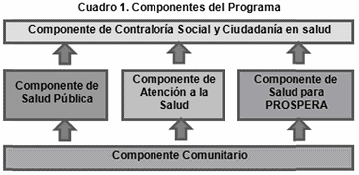 Cuadro 1. Componentes del Programa
Componente de Contraloría Social y Ciudadanía en salud
Componente de
Salud Pública
Componente de
Atención a la
Salud
Componente de
Salud para
PROSPERA
Componente Comunitario